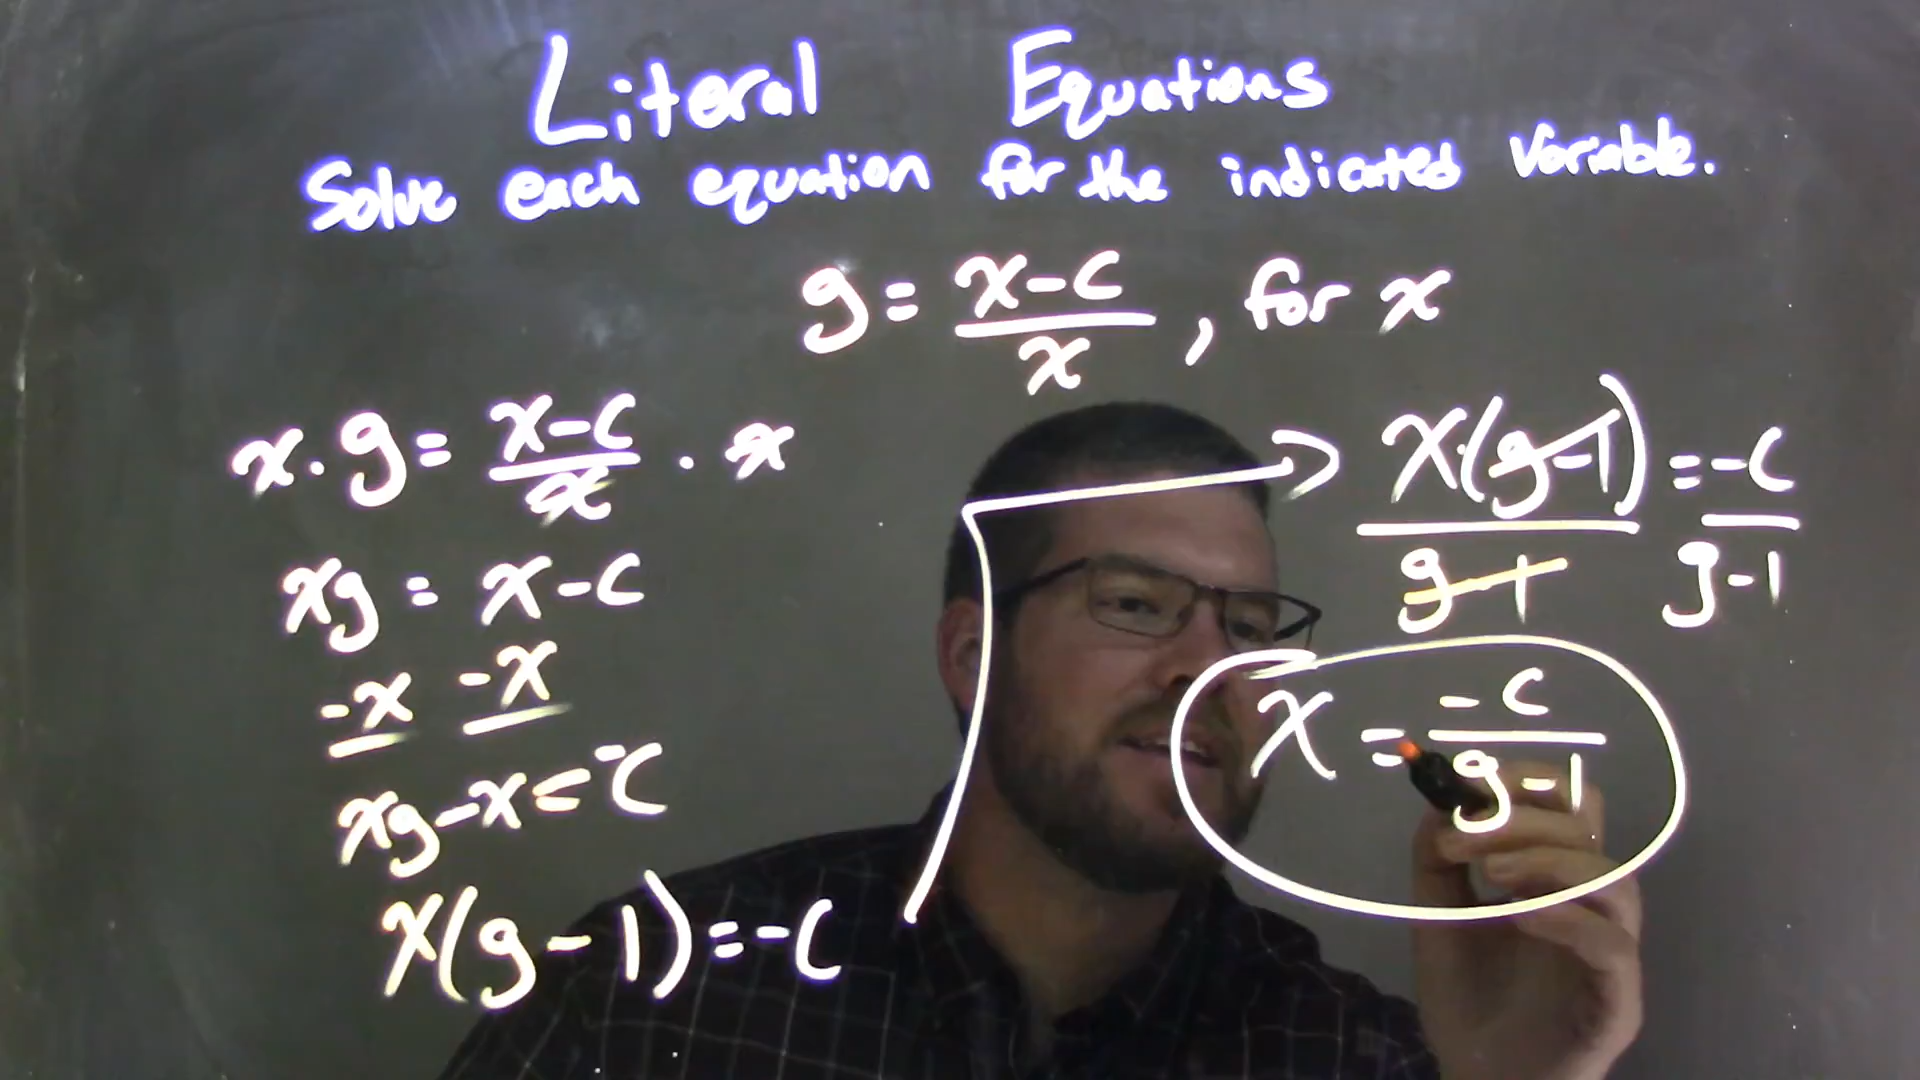 Literal Equations
Solve each equation for the indicated variable.
g = x-c/x , for x
x · g = x-c/x · x
xg = x-c
-x -x
xg-x=-c
x(g-1)=-c
x·(g-1)/g-1 = -c/g-1
x = -c/g-1